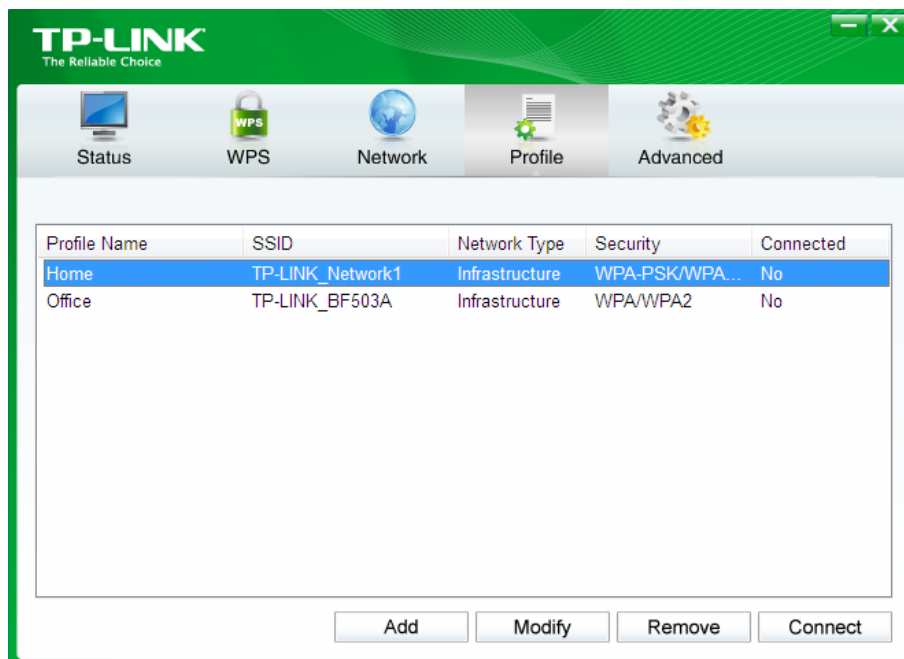 TP-LINK
The Reliable Choice
WPS
Status WPS Network Profile Advanced
Profile Name SSID Network Type Security Connected
Home TP-LINK_Network1 Infrastructure WPA-PSK/WPA... No
Office TP-LINK_BF503A Infrastructure WPA/WPA2 No
Add Modify Remove Connect